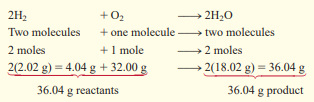 2H₂ + O₂ ⟶ 2H₂O
Two molecules + one molecule ⟶ two molecules
2 moles + 1 mole ⟶ 2 moles
2(2.02 g) = 4.04 g + 32.00 g ⟶ 2(18.02 g) = 36.04 g
36.04 g reactants 36.04 g product